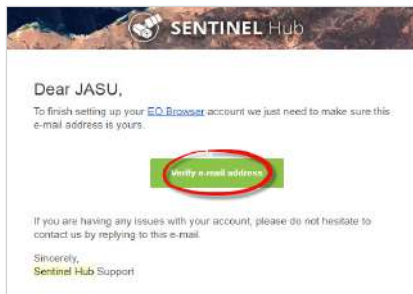 SENTINEL Hub
Dear JASU,
To finish setting up your EO Browser account we just need to make sure this
e-mail address is yours.
Verify e-mail address
If you are having any issues with your account, please do not hesitate to
contact us by replying to this e-mail.
Sincerely,
Sentinel Hub Support